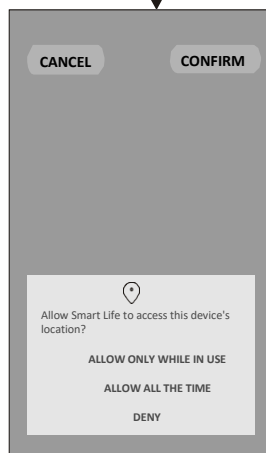 CANCEL
CONFIRM
Allow Smart Life to access this device's
location?
ALLOW ONLY WHILE IN USE
ALLOW ALL THE TIME
DENY